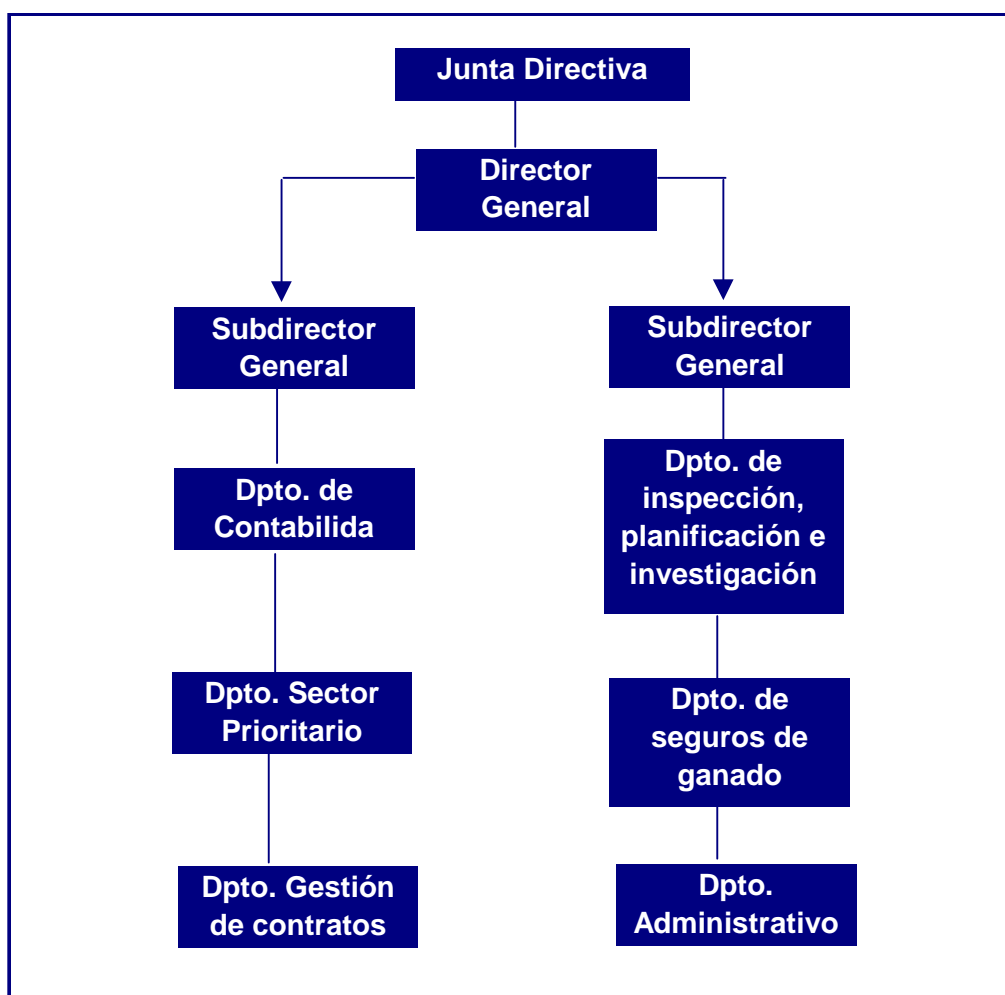 Junta Directiva
Director
General
Subdirector
General
Subdirector
General
Dpto. de
Contabilida
Dpto. de
inspección,
planificación e
investigación
Dpto. Sector
Prioritario
Dpto. de
seguros de
ganado
Dpto. Gestión
de contratos
Dpto.
Administrativo